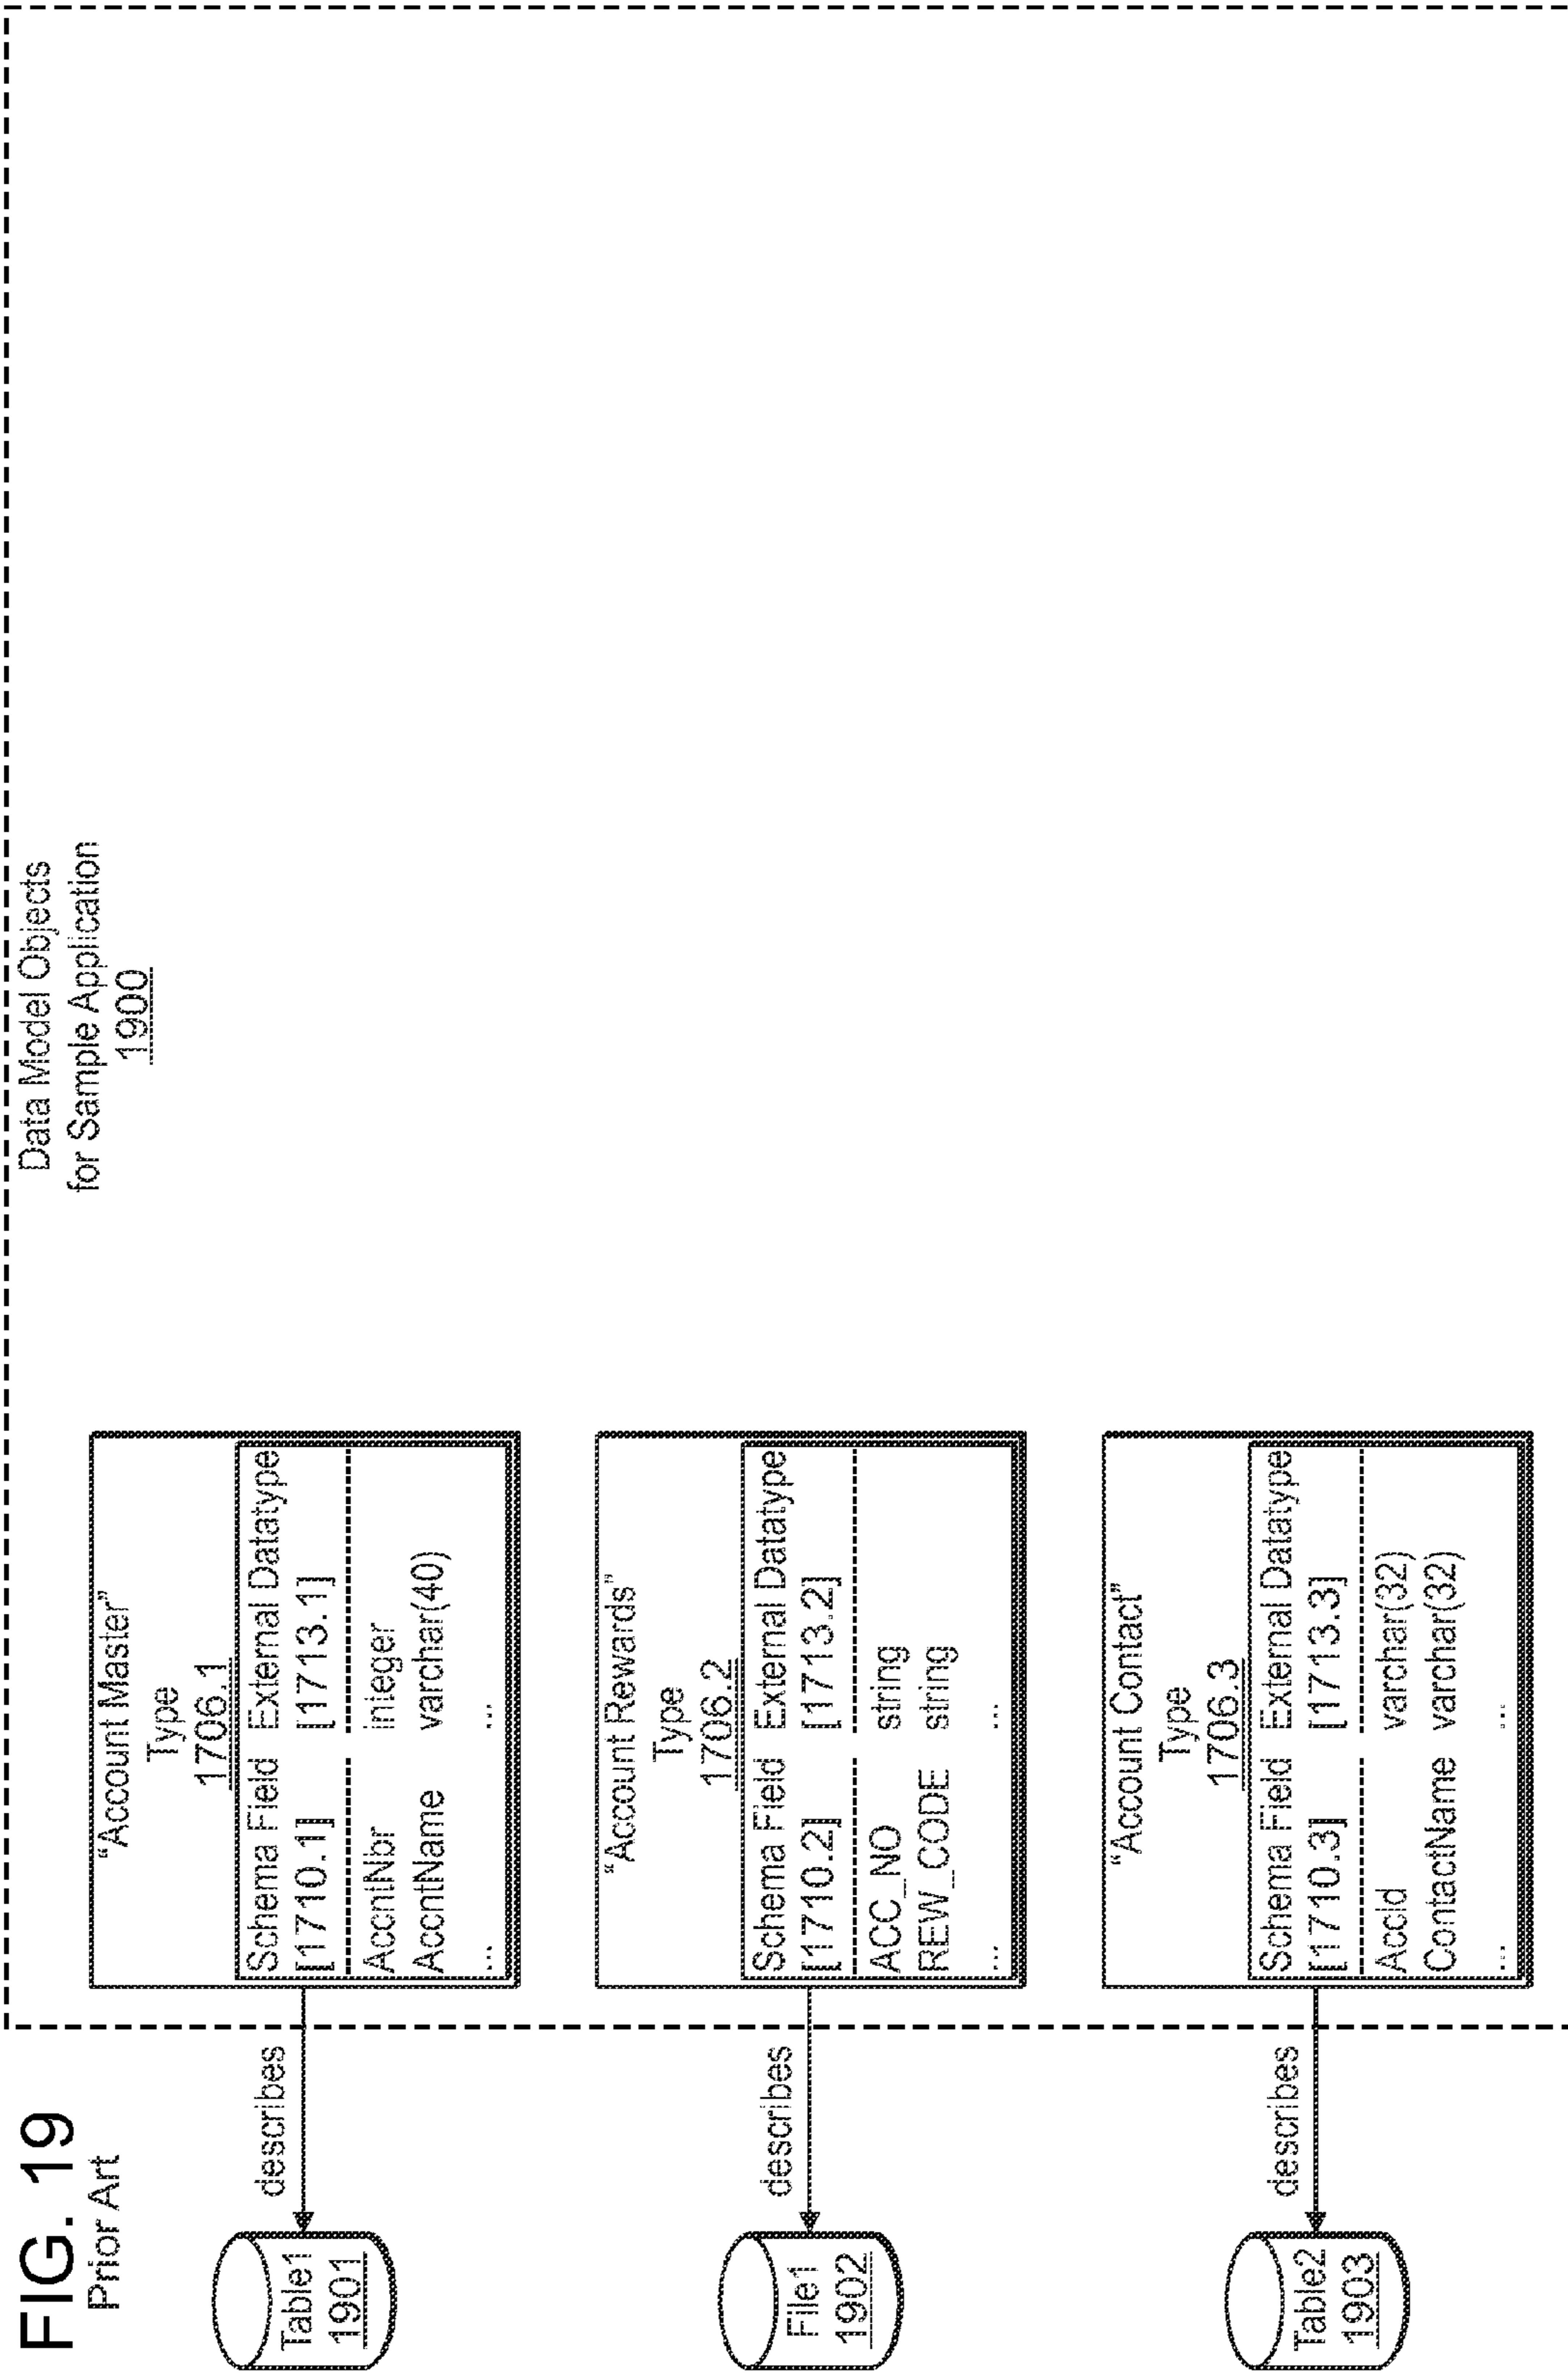 FIG. 19
Prior Art
Data Model Objects
for Sample Application
1900
Table1
1901
describes
"Account Master"
Type
1706.1
Schema Field External Datatype
[1710.1] [1713.1]
AccntNbr integer
AccntName varchar(40)
... ...
File1
1902
describes
"Account Rewards"
Type
1706.2
Schema Field External Datatype
[1710.2] [1713.2]
ACC_NO string
REW_CODE string
... ...
Table2
1903
describes
"Account Contact"
Type
1706.3
Schema Field External Datatype
[1710.3] [1713.3]
AccId varchar(32)
ContactName varchar(32)
... ...